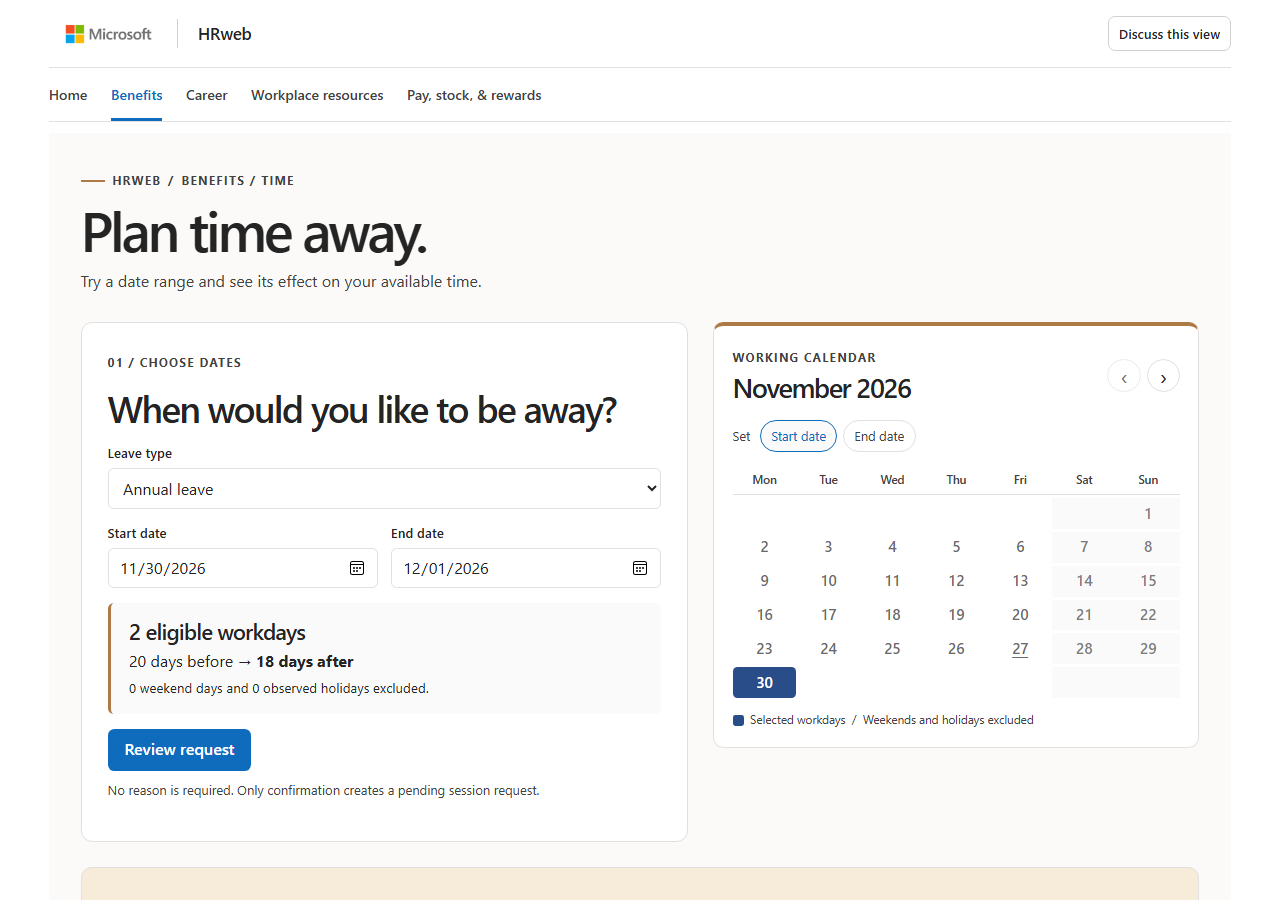 Microsoft
HRweb
Discuss this view
Home
Benefits
Career
Workplace resources
Pay, stock, & rewards
HRWEB / BENEFITS / TIME
Plan time away.
Try a date range and see its effect on your available time.
01 / CHOOSE DATES
When would you like to be away?
Leave type
Annual leave
Start date
End date
11/30/2026
12/01/2026
2 eligible workdays
20 days before → 18 days after
0 weekend days and 0 observed holidays excluded.
Review request
No reason is required. Only confirmation creates a pending session request.
WORKING CALENDAR
November 2026
‹ ›
Set Start date End date
Mon Tue Wed Thu Fri Sat Sun
1
2 3 4 5 6 7 8
9 10 11 12 13 14 15
16 17 18 19 20 21 22
23 24 25 26 27 28 29
30
Selected workdays / Weekends and holidays excluded